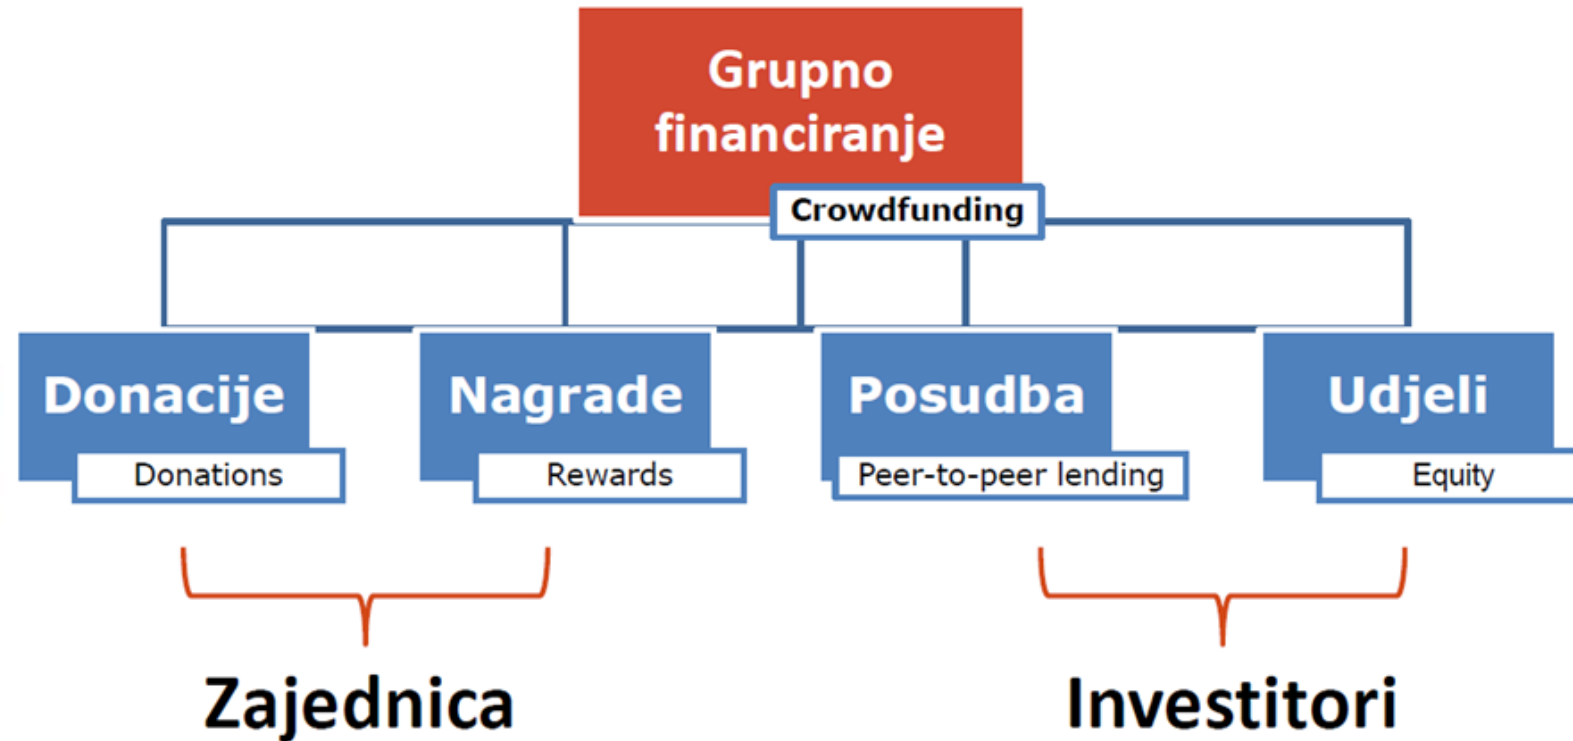 Grupno
financiranje
Crowdfunding
Donacije
Donations
Nagrade
Rewards
Posudba
Peer-to-peer lending
Udjeli
Equity
Zajednica
Investitori